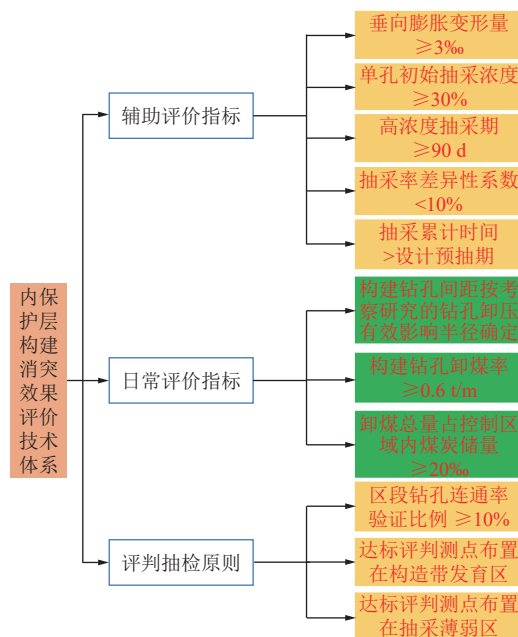 垂向膨胀变形量
≥3‰
单孔初始抽采浓度
≥30%
辅助评价指标
高浓度抽采期
≥90 d
抽采率差异性系数
<10%
抽采累计时间
>设计预抽期
内保
护层
构建
消突
效果
评价
技术
体系
构建钻孔间距按考
察研究的钻孔卸压
有效影响半径确定
日常评价指标
构建钻孔卸煤率
≥0.6 t/m
卸煤总量占控制区
域内煤炭储量
≥20‰
区段钻孔连通率
验证比例 ≥10%
评判抽检原则
达标评判测点布置
在构造带发育区
达标评判测点布置
在抽采薄弱区